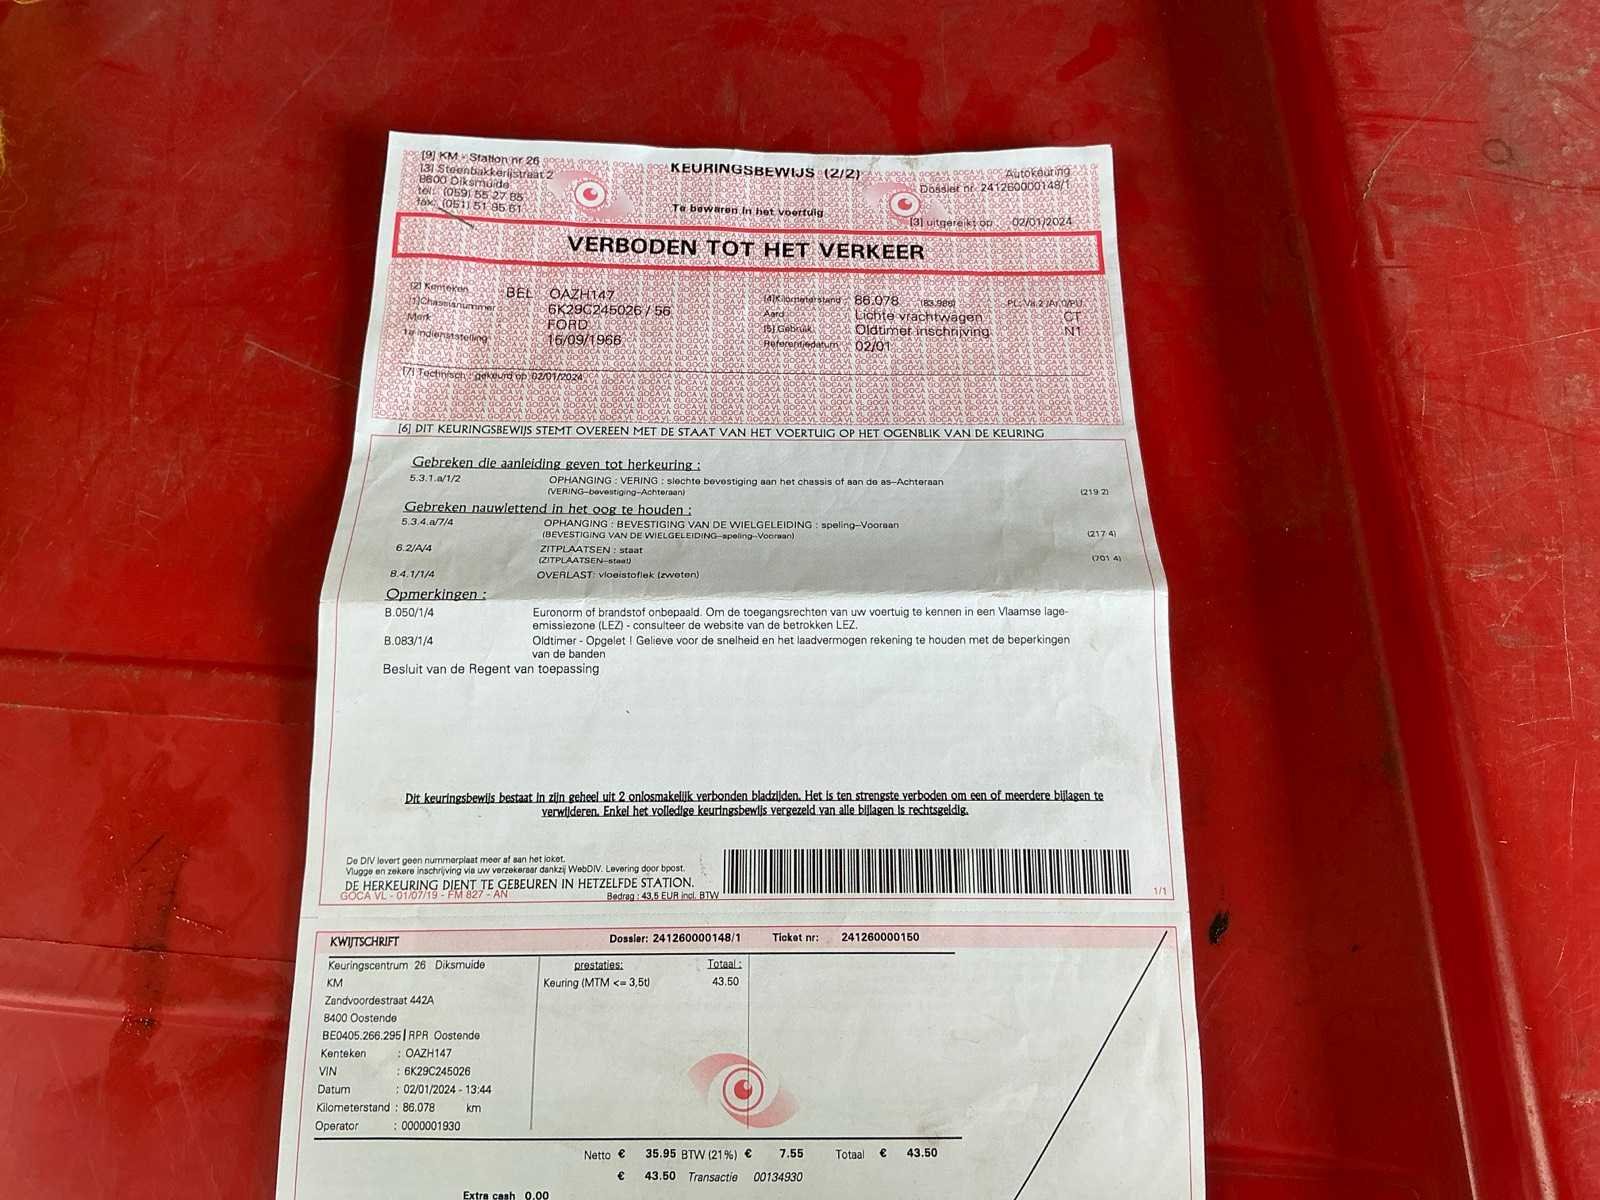 [9] KM - Station nr 26
[3] Steenbakkerijstraat 2
8600 Diksmuide
tel: (059) 55 27 85
fax: (051) 51 95 61
KEURINGSBEWIJS (2/2)
Te bewaren in het voertuig
Autokeuring
Dossier nr. 241260000148/1
[3] uitgereikt op 02/01/2024
VERBODEN TOT HET VERKEER
[2] Kenteken BEL OAZH147
[1] Chassisnummer 6K29C245026 / 56
Merk FORD
1e indienststelling 16/09/1966
[4] Kilometerstand : 86.078 (83.986)
Aard Lichte vrachtwagen CT
[5] Gebruik Oldtimer inschrijving N1
Referentiedatum 02/01
[7] Technisch : gekeurd op 02/01/2024
[6] DIT KEURINGSBEWIJS STEMT OVEREEN MET DE STAAT VAN HET VOERTUIG OP HET OGENBLIK VAN DE KEURING
Gebreken die aanleiding geven tot herkeuring :
5.3.1.a/1/2 OPHANGING : VERING : slechte bevestiging aan het chassis of aan de as–Achteraan
(VERING–bevestiging–Achteraan) (219 2)
Gebreken nauwlettend in het oog te houden :
5.3.4.a/7/4 OPHANGING : BEVESTIGING VAN DE WIELGELEIDING : speling–Vooraan
(BEVESTIGING VAN DE WIELGELEIDING–speling–Vooraan) (217 4)
6.2/A/4 ZITPLAATSEN : staat
(ZITPLAATSEN–staat) (701 4)
8.4.1/1/4 OVERLAST: vloeistoflek (zweten)
Opmerkingen :
B.050/1/4 Euronorm of brandstof onbepaald. Om de toegangsrechten van uw voertuig te kennen in een Vlaamse lage-
emissiezone (LEZ) - consulteer de website van de betrokken LEZ.
B.083/1/4 Oldtimer - Opgelet ! Gelieve voor de snelheid en het laadvermogen rekening te houden met de beperkingen
van de banden
Besluit van de Regent van toepassing
Dit keuringsbewijs bestaat in zijn geheel uit 2 onlosmakelijk verbonden bladzijden. Het is ten strengste verboden om een of meerdere bijlagen te
verwijderen. Enkel het volledige keuringsbewijs vergezeld van alle bijlagen is rechtsgeldig.
De DIV levert geen nummerplaat meer af aan het loket.
Vlugge en zekere inschrijving via uw verzekeraar dankzij WebDIV. Levering door bpost.
DE HERKEURING DIENT TE GEBEUREN IN HETZELFDE STATION.
GOCA VL - 01/07/19 - FM 827 - AN Bedrag : 43,5 EUR incl. BTW
1/1
KWIJTSCHRIFT Dossier: 241260000148/1 Ticket nr: 241260000150
Keuringscentrum 26 Diksmuide
KM
Zandvoordestraat 442A
8400 Oostende
BE0405.266.295 | RPR Oostende
Kenteken : OAZH147
VIN : 6K29C245026
Datum : 02/01/2024 - 13:44
Kilometerstand : 86.078 km
Operator : 0000001930
prestaties: Totaal :
Keuring (MTM <= 3,5t) 43.50
Netto € 35.95 BTW (21%) € 7.55 Totaal € 43.50
€ 43.50 Transactie 00134930
Extra cash 0.00